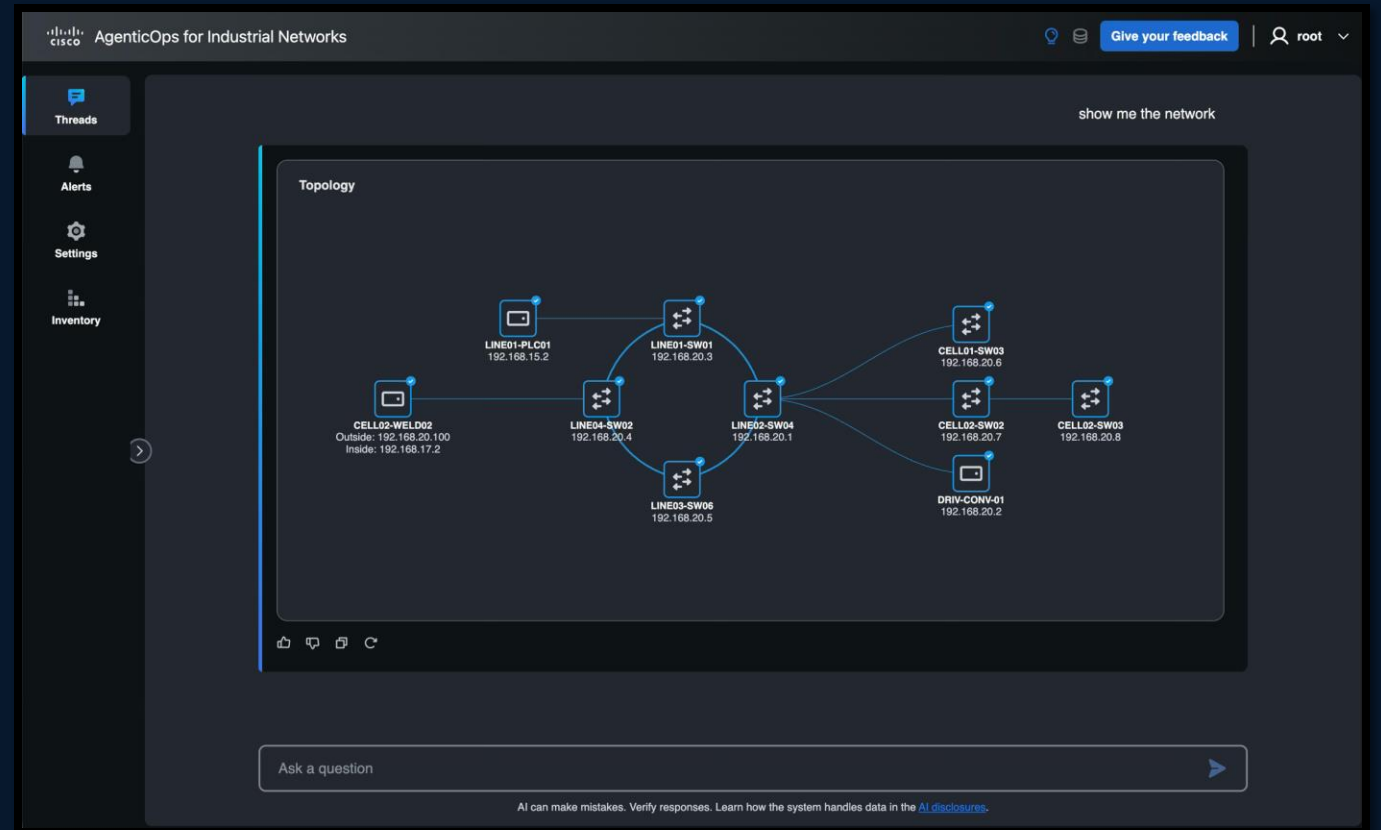 CISCO
AgenticOps for Industrial Networks
Give your feedback
root
Threads
Alerts
Settings
Inventory
show me the network
Topology
LINE01-PLC01
192.168.15.2
LINE01-SW01
192.168.20.3
CELL01-SW03
192.168.20.6
CELL02-WELD02
Outside: 192.168.20.100
Inside: 192.168.17.2
LINE04-SW02
192.168.20.4
LINE02-SW04
192.168.20.1
CELL02-SW02
192.168.20.7
CELL02-SW03
192.168.20.8
LINE03-SW06
192.168.20.5
DRIV-CONV-01
192.168.20.2
Ask a question
AI can make mistakes. Verify responses. Learn how the system handles data in the AI disclosures.